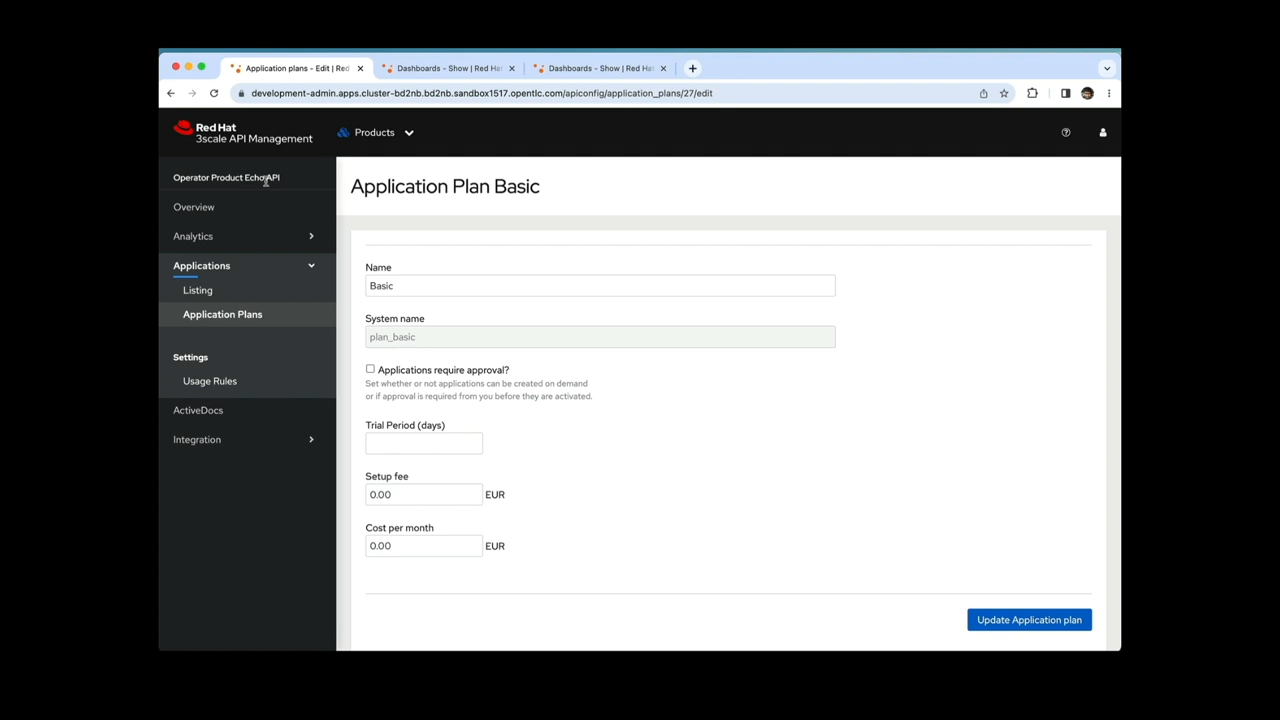 Application plans - Edit | Red
Dashboards - Show | Red Ha
Dashboards - Show | Red Hat
development-admin.apps.cluster-bd2nb.bd2nb.sandbox1517.opentlc.com/apiconfig/application_plans/27/edit
Red Hat
3scale API Management
Products
Operator Product Echo API
Overview
Analytics
Applications
Listing
Application Plans
Settings
Usage Rules
ActiveDocs
Integration
Application Plan Basic
Name
Basic
System name
plan_basic
Applications require approval?
Set whether or not applications can be created on demand
or if approval is required from you before they are activated.
Trial Period (days)
Setup fee
0.00 EUR
Cost per month
0.00 EUR
Update Application plan